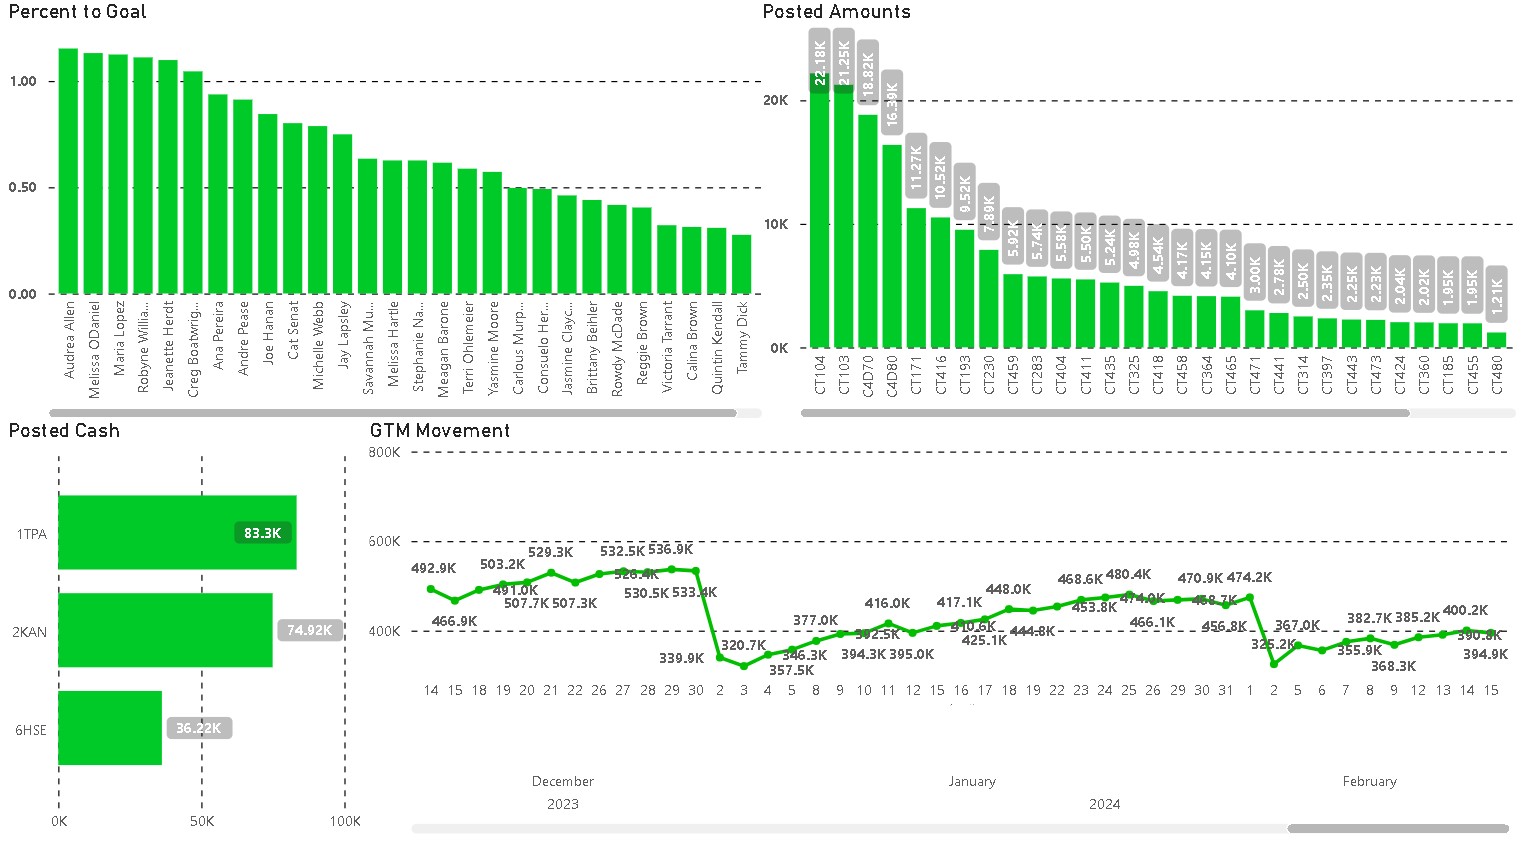 Percent to Goal
1.00
0.50
0.00
Audrea Allen
Melissa ODaniel
Maria Lopez
Robyne Willia...
Jeanette Herdt
Creg Boatwrig...
Ana Pereira
Andre Pease
Joe Hanan
Cat Senat
Michelle Webb
Jay Lapsley
Savannah Mu...
Melissa Hartle
Stephanie Na...
Meagan Barone
Terri Ohlemeier
Yasmine Moore
Carlous Murp...
Consuelo Her...
Jasmine Clayc...
Brittany Beihler
Rowdy McDade
Reggie Brown
Victoria Tarrant
Calina Brown
Quintin Kendall
Tammy Dick
Posted Amounts
20K
10K
0K
22.18K
21.25K
18.82K
16.39K
11.27K
10.52K
9.52K
7.89K
5.92K
5.74K
5.58K
5.50K
5.24K
4.98K
4.54K
4.17K
4.15K
4.10K
3.00K
2.78K
2.50K
2.35K
2.25K
2.23K
2.04K
2.02K
1.95K
1.95K
1.21K
CT104
CT103
C4D70
C4D80
CT171
CT416
CT193
CT230
CT459
CT283
CT404
CT411
CT435
CT325
CT418
CT458
CT364
CT465
CT471
CT441
CT314
CT397
CT443
CT473
CT424
CT360
CT185
CT455
CT480
Posted Cash
1TPA
83.3K
2KAN
74.92K
6HSE
36.22K
0K 50K 100K
GTM Movement
800K
600K
400K
492.9K
466.9K
491.0K
503.2K
507.7K
529.3K
507.3K
526.4K
532.5K
530.5K
536.9K
533.4K
339.9K
320.7K
346.3K
357.5K
377.0K
394.3K
392.5K
416.0K
395.0K
410.6K
417.1K
425.1K
448.0K
444.8K
453.8K
468.6K
474.0K
480.4K
466.1K
468.7K
470.9K
456.8K
474.2K
325.2K
367.0K
355.9K
382.7K
368.3K
385.2K
390.8K
400.2K
394.9K
14 15 18 19 20 21 22 26 27 28 29 30 2 3 4 5 8 9 10 11 12 15 16 17 18 19 22 23 24 25 26 29 30 31 1 2 5 6 7 8 9 12 13 14 15
December January February
2023 2024